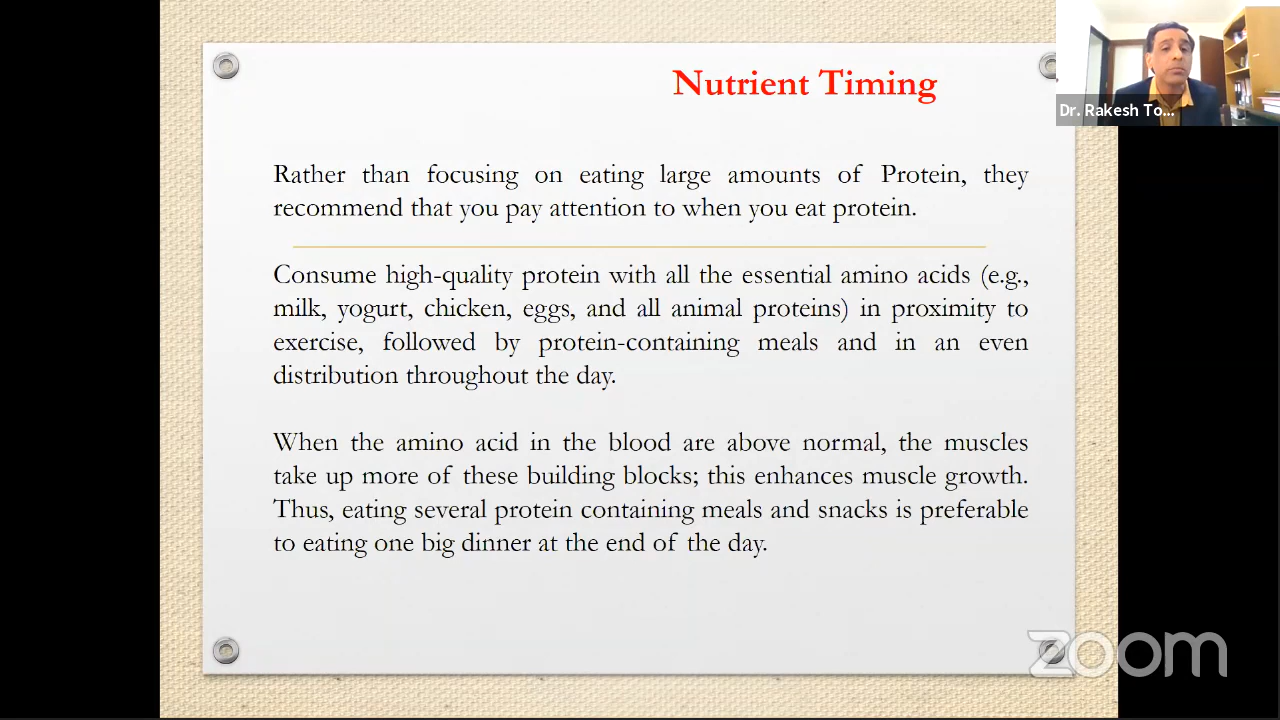 Nutrient Timing
Dr. Rakesh To...
Rather than focusing on eating large amounts of Protein, they
recommend that you pay attention to when you eat protein.
Consume high-quality protein with all the essential amino acids (e.g.,
milk, yogurt, chicken, eggs, and all animal proteins) in proximity to
exercise, followed by protein-containing meals and in an even
distribution throughout the day.
When the amino acid in the blood are above normal, the muscles
take up more of these building blocks; this enhances muscle growth.
Thus, eating several protein containing meals and snacks is preferable
to eating one big dinner at the end of the day.
zoom